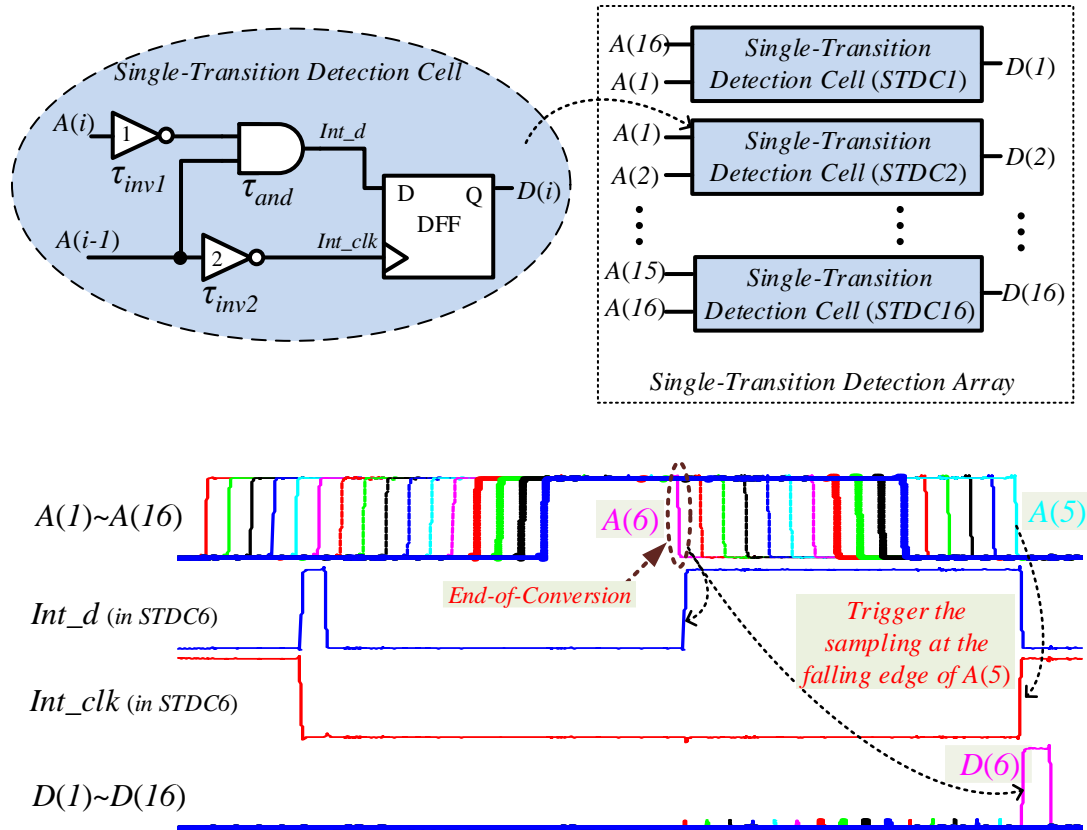 Single-Transition Detection Cell
A(i)
1
τinv1
τand
Int_d
A(i-1)
2
τinv2
Int_clk
D
Q
DFF
D(i)
A(16)
A(1)
Single-Transition
Detection Cell (STDC1)
D(1)
A(1)
A(2)
Single-Transition
Detection Cell (STDC2)
D(2)
A(15)
A(16)
Single-Transition
Detection Cell (STDC16)
D(16)
Single-Transition Detection Array
A(1)~A(16)
A(6)
A(5)
End-of-Conversion
Int_d (in STDC6)
Trigger the
sampling at the
falling edge of A(5)
Int_clk (in STDC6)
D(6)
D(1)~D(16)